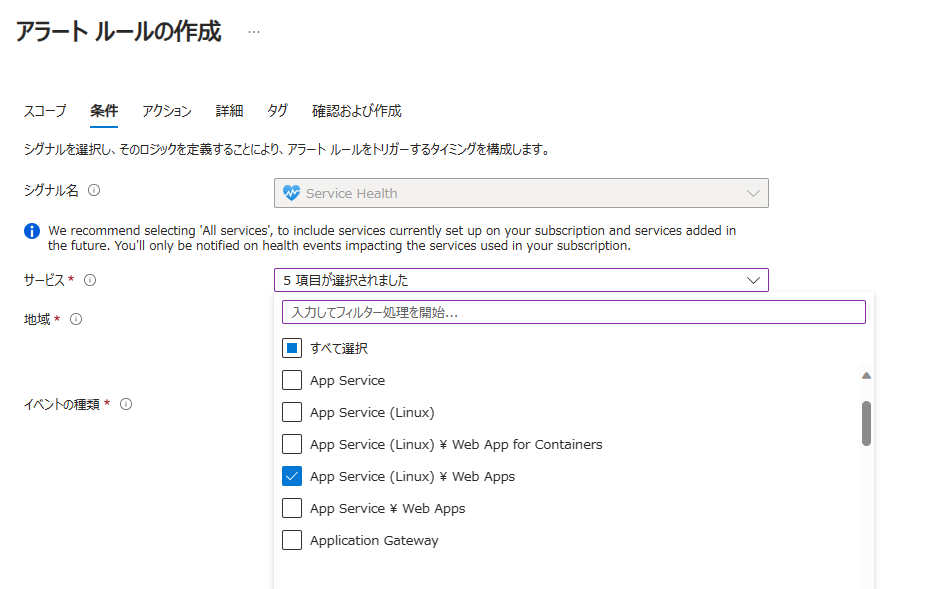 アラート ルールの作成 …
スコープ 条件 アクション 詳細 タグ 確認および作成
シグナルを選択し、そのロジックを定義することにより、アラート ルールをトリガーするタイミングを構成します。
シグナル名
Service Health
We recommend selecting 'All services', to include services currently set up on your subscription and services added in
the future. You'll only be notified on health events impacting the services used in your subscription.
サービス *
5 項目が選択されました
入力してフィルター処理を開始...
地域 *
すべて選択
App Service
イベントの種類 *
App Service (Linux)
App Service (Linux) ¥ Web App for Containers
App Service (Linux) ¥ Web Apps
App Service ¥ Web Apps
Application Gateway